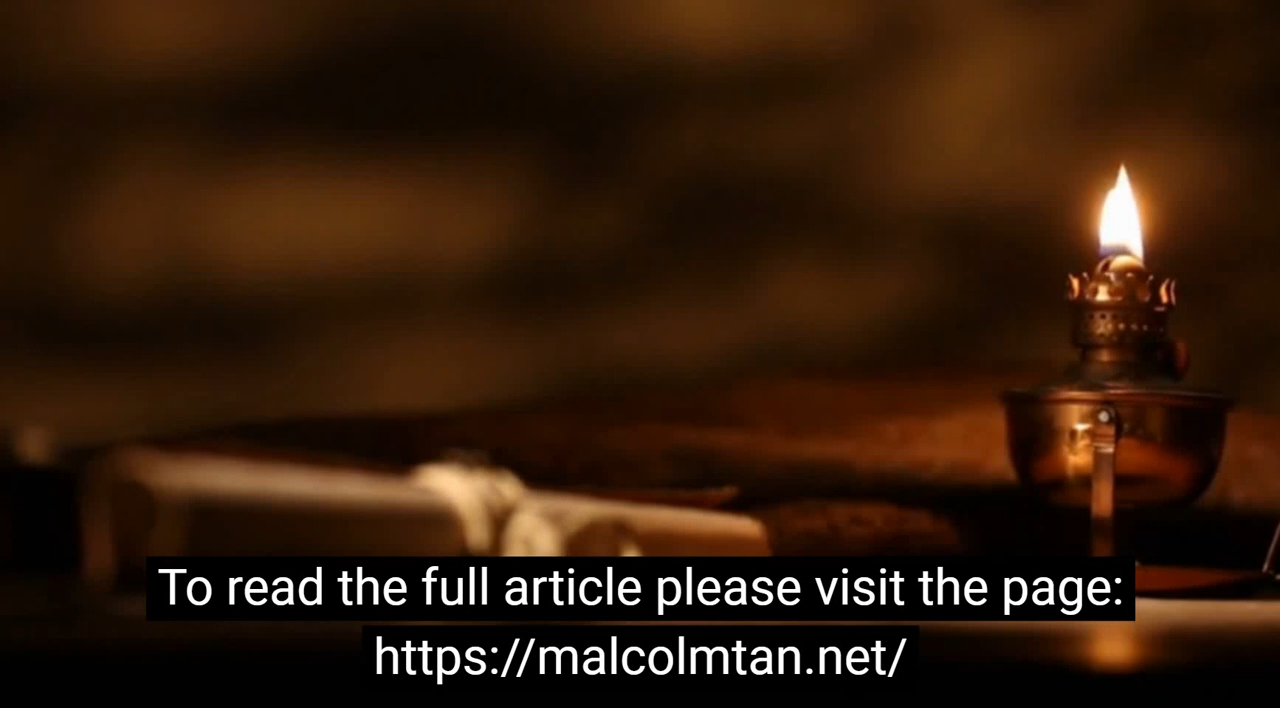 To read the full article please visit the page:
https://malcolmtan.net/